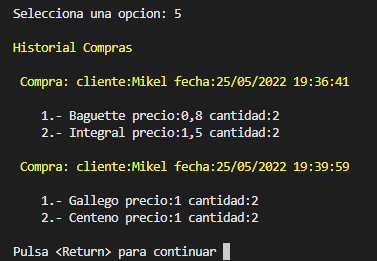 Selecciona una opcion: 5
Historial Compras
Compra: cliente:Mikel fecha:25/05/2022 19:36:41
1.- Baguette precio:0,8 cantidad:2
2.- Integral precio:1,5 cantidad:2
Compra: cliente:Mikel fecha:25/05/2022 19:39:59
1.- Gallego precio:1 cantidad:2
2.- Centeno precio:1 cantidad:2
Pulsa <Return> para continuar